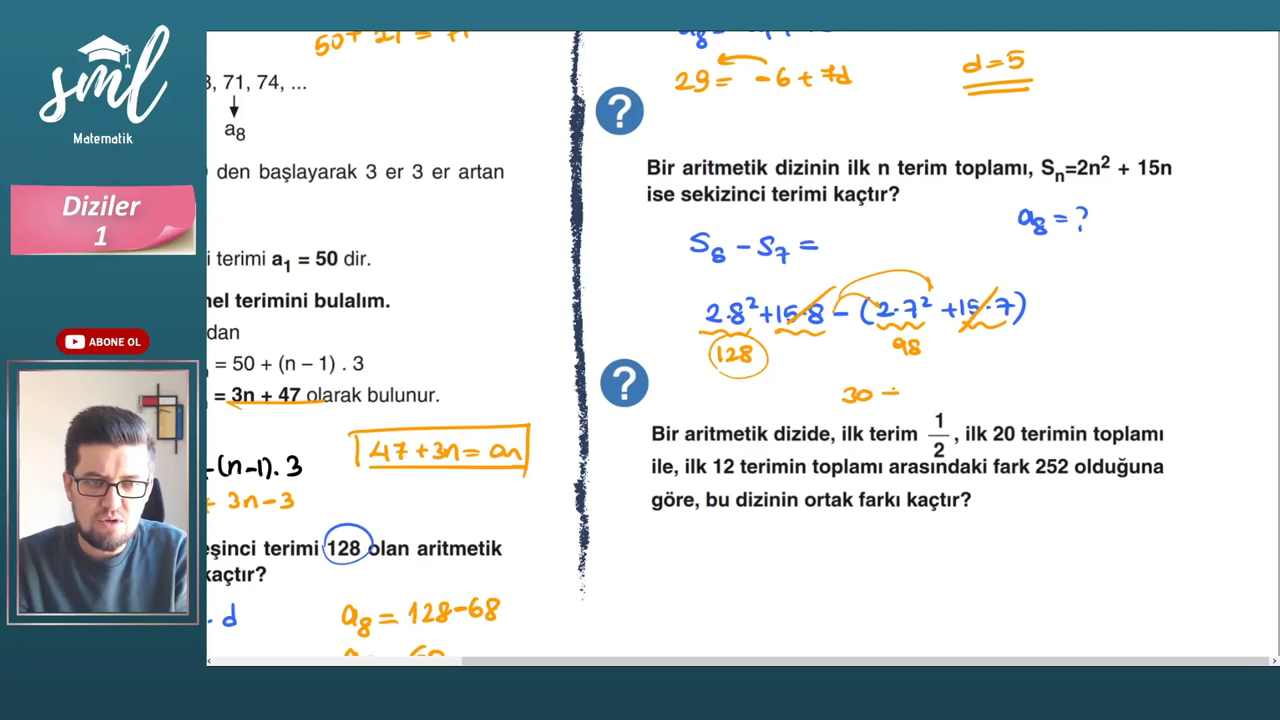 sml
Matematik
Diziler
1
ABONE OL
50 + 21 = 71
, 71, 74, ...
a8
den başlayarak 3 er 3 er artan
i terimi a1 = 50 dir.
nel terimini bulalım.
dan
= 50 + (n – 1) . 3
= 3n + 47 olarak bulunur.
47 + 3n = an
(n-1) . 3
+ 3n - 3
eşinci terimi 128 olan aritmetik
kaçtır?
. d
a8 = 128 - 68
29 = -6 + 7d
d = 5
?
Bir aritmetik dizinin ilk n terim toplamı, Sn=2n² + 15n
ise sekizinci terimi kaçtır?
a8 = ?
S8 - S7 =
2.8² + 15.8 - (2.7² + 15.7)
128
98
30 +
?
Bir aritmetik dizide, ilk terim 1/2 , ilk 20 terimin toplamı
ile, ilk 12 terimin toplamı arasındaki fark 252 olduğuna
göre, bu dizinin ortak farkı kaçtır?